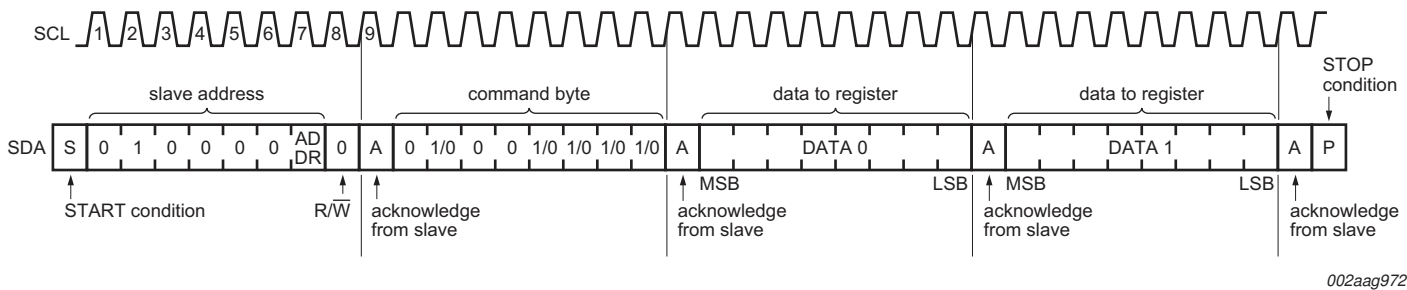 SCL 1 2 3 4 5 6 7 8 9
STOP
condition
slave address command byte data to register data to register
SDA S 0 1 0 0 0 0 AD DR 0 A 0 1/0 0 0 1/0 1/0 1/0 1/0 A DATA 0 A DATA 1 A P
MSB LSB MSB LSB
START condition R/W̅ acknowledge from slave acknowledge from slave acknowledge from slave acknowledge from slave
002aag972